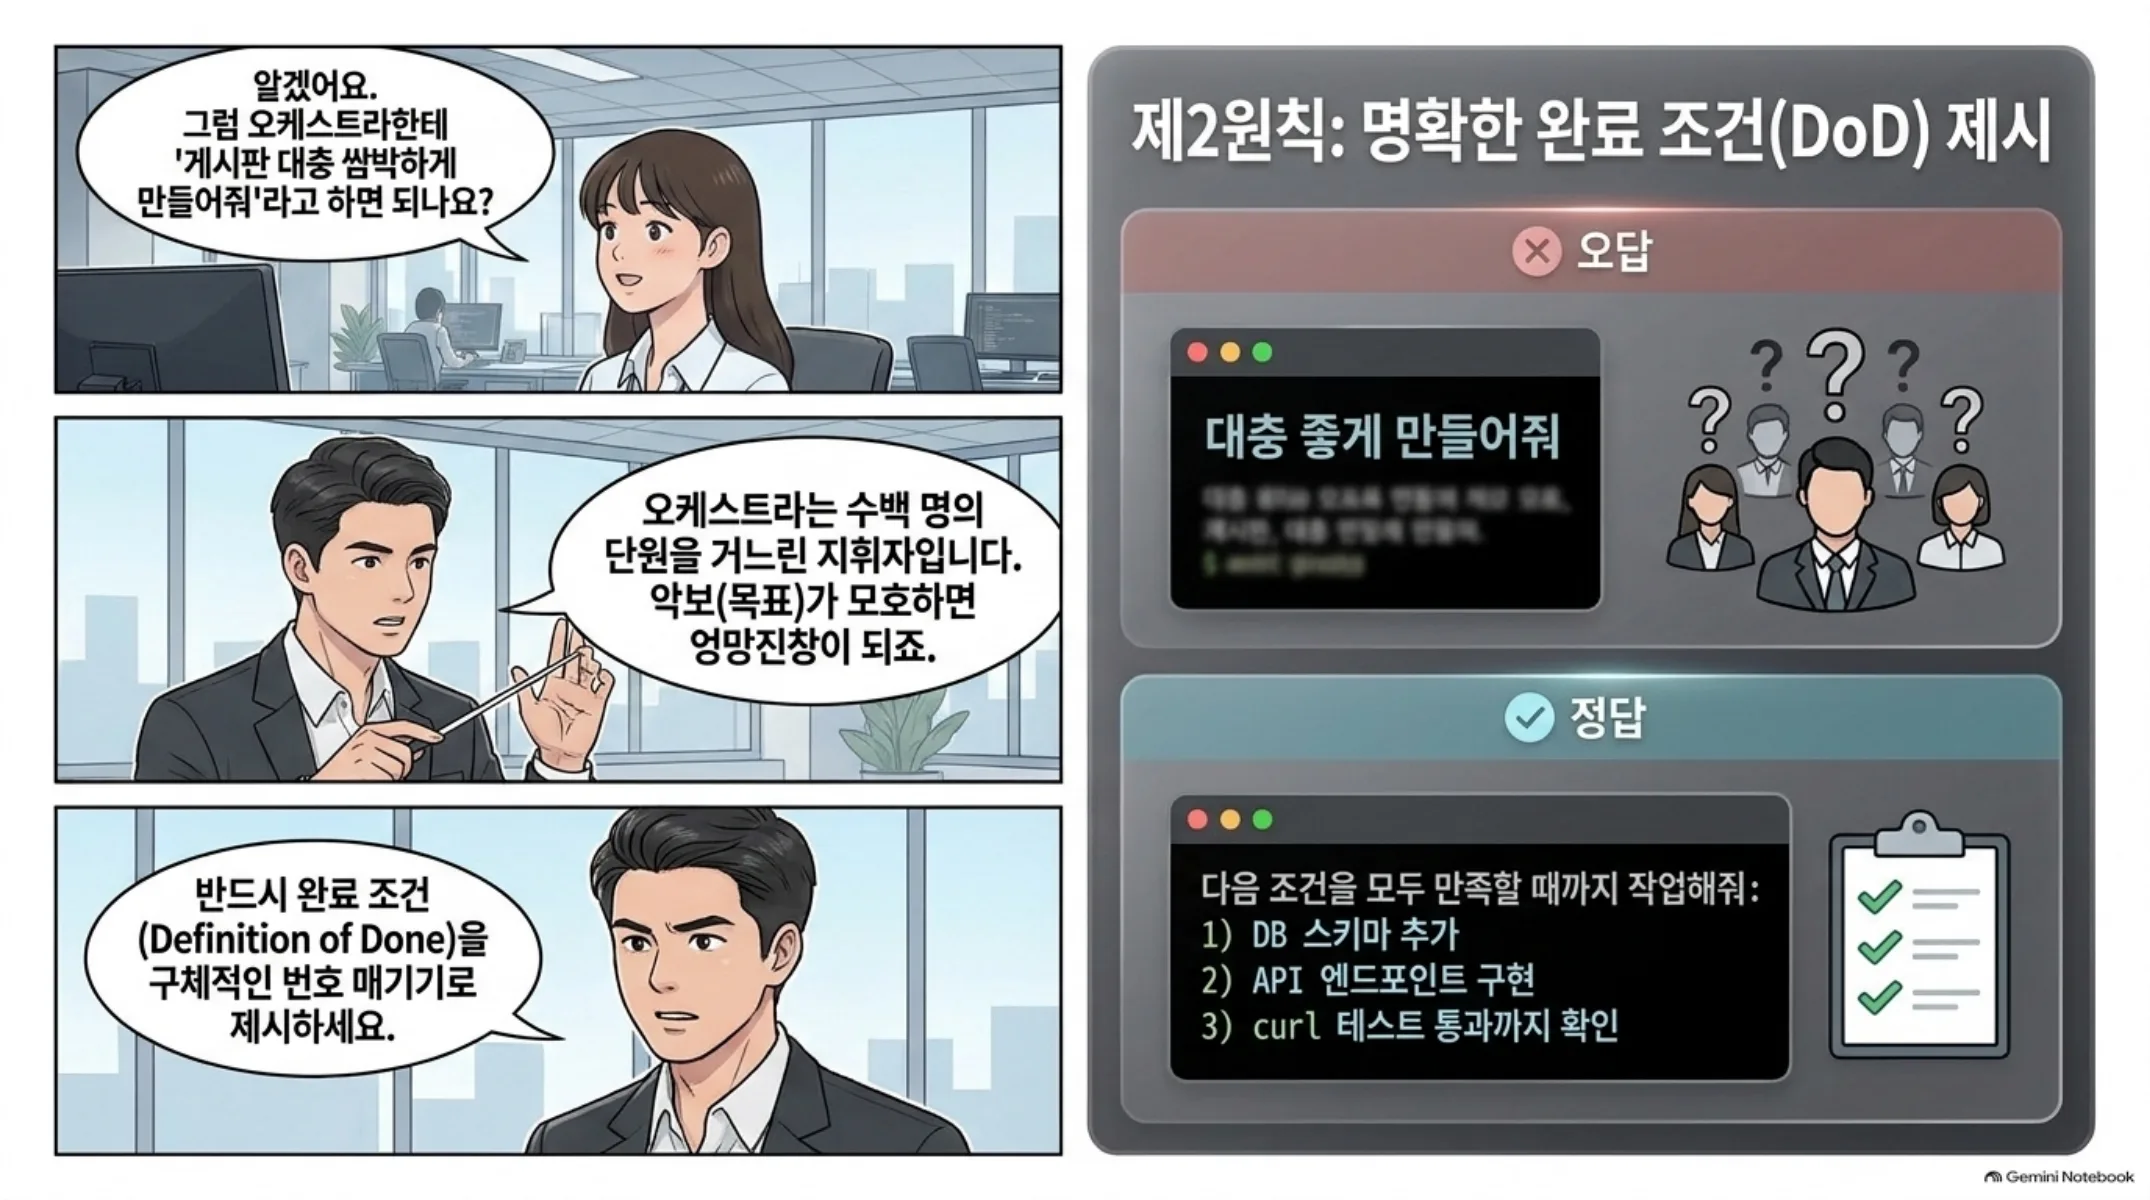 알겠어요.
그럼 오케스트라한테
'게시판 대충 쌈박하게
만들어줘'라고 하면 되나요?
오케스트라는 수백 명의
단원을 거느린 지휘자입니다.
악보(목표)가 모호하면
엉망진창이 되죠.
반드시 완료 조건
(Definition of Done)을
구체적인 번호 매기기로
제시하세요.
제2원칙: 명확한 완료 조건(DoD) 제시
오답
대충 좋게 만들어줘
정답
다음 조건을 모두 만족할 때까지 작업해줘:
1) DB 스키마 추가
2) API 엔드포인트 구현
3) curl 테스트 통과까지 확인
Gemini Notebook